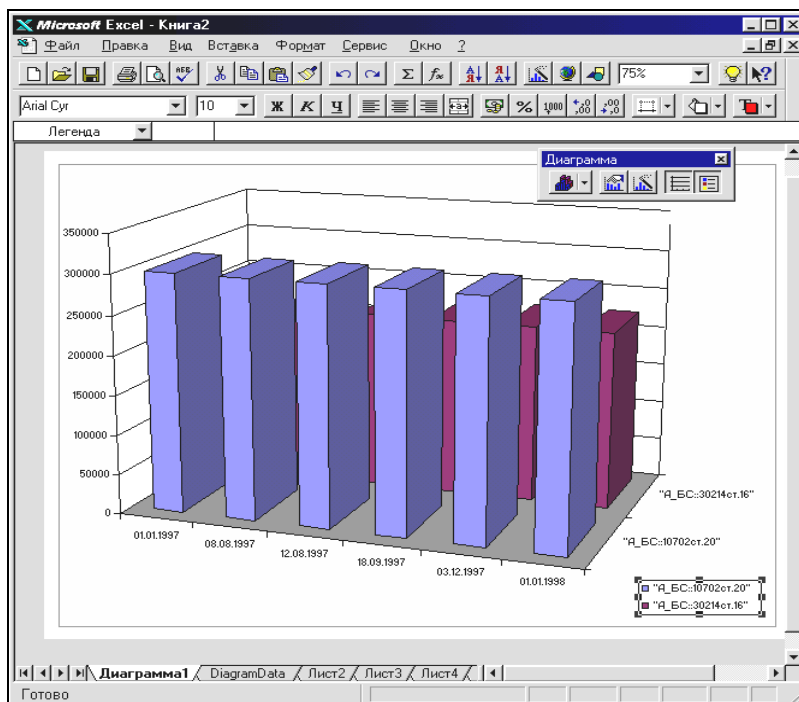 Microsoft Excel - Книга2
Файл Правка Вид Вставка Формат Сервис Окно ?
75%
Arial Cyr 10 Ж К Ч % 1,000
Легенда
Диаграмма
350000
300000
250000
200000
150000
100000
50000
0
01.01.1997
08.08.1997
12.08.1997
18.09.1997
03.12.1997
01.01.1998
"А_БС::30214ст.16"
"А_БС::10702ст.20"
"А_БС::10702ст.20"
"А_БС::30214ст.16"
Диаграмма1 DiagramData Лист2 Лист3 Лист4
Готово